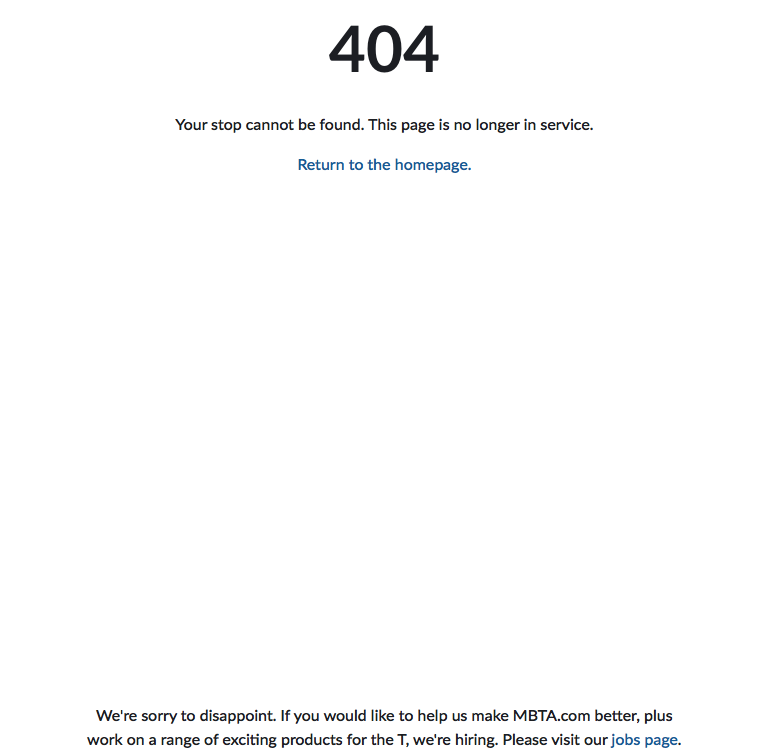 404
Your stop cannot be found. This page is no longer in service.
Return to the homepage.
We're sorry to disappoint. If you would like to help us make MBTA.com better, plus
work on a range of exciting products for the T, we're hiring. Please visit our jobs page.